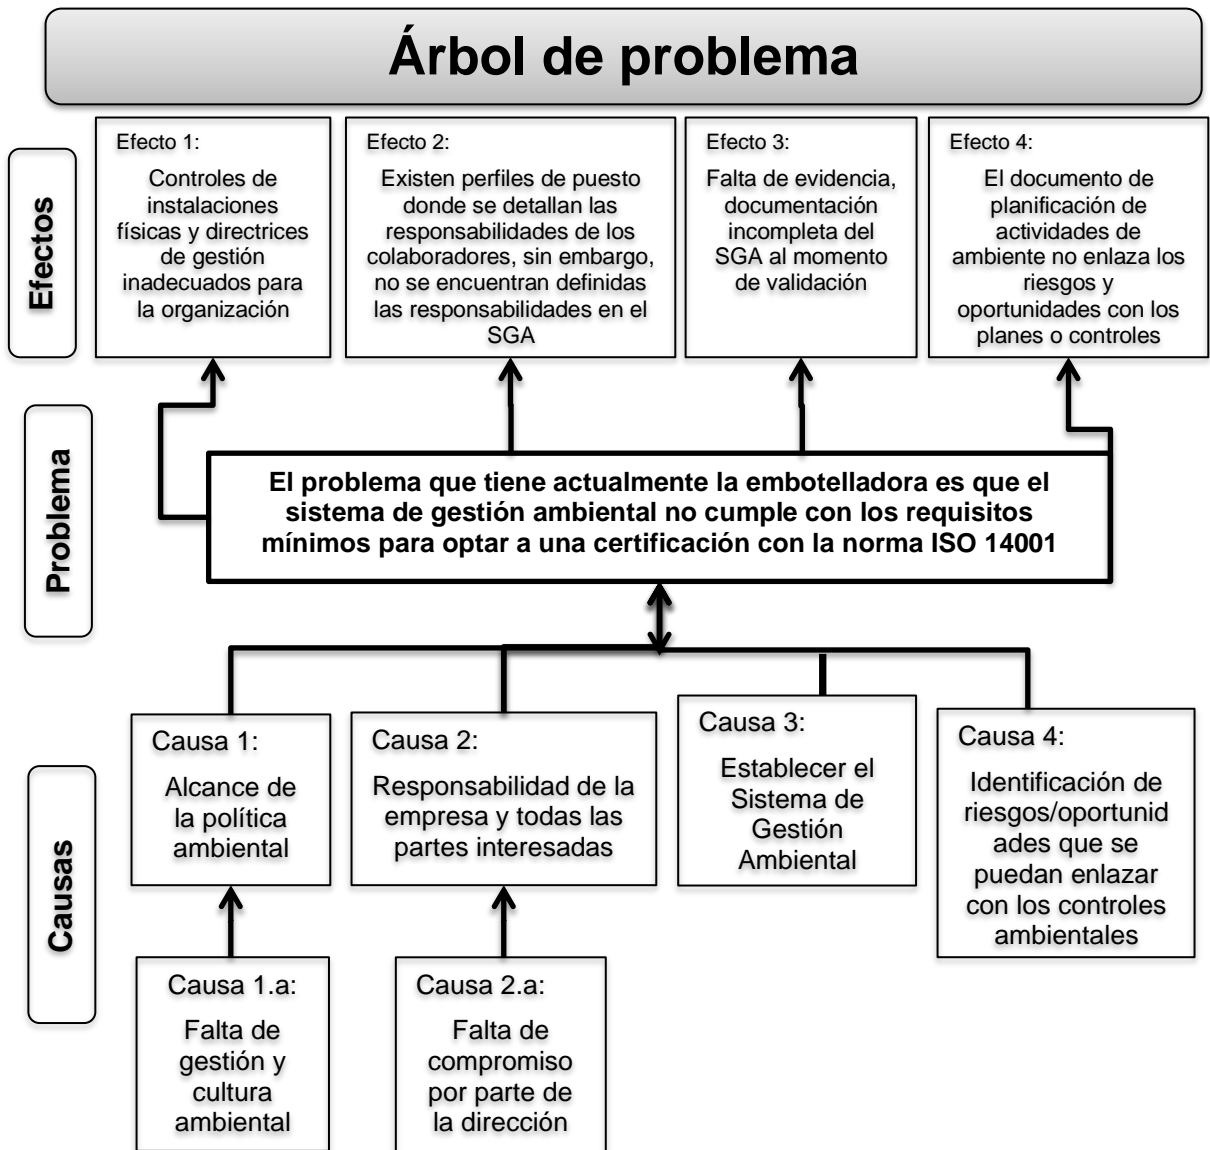 Árbol de problema
Efectos
Efecto 1:
Controles de
instalaciones
físicas y directrices
de gestión
inadecuados para
la organización
Efecto 2:
Existen perfiles de puesto
donde se detallan las
responsabilidades de los
colaboradores, sin embargo,
no se encuentran definidas
las responsabilidades en el
SGA
Efecto 3:
Falta de evidencia,
documentación
incompleta del
SGA al momento
de validación
Efecto 4:
El documento de
planificación de
actividades de
ambiente no enlaza los
riesgos y
oportunidades con los
planes o controles
Problema
El problema que tiene actualmente la embotelladora es que el
sistema de gestión ambiental no cumple con los requisitos
mínimos para optar a una certificación con la norma ISO 14001
Causas
Causa 1:
Alcance de
la política
ambiental
Causa 2:
Responsabilidad de la
empresa y todas las
partes interesadas
Causa 3:
Establecer el
Sistema de
Gestión
Ambiental
Causa 4:
Identificación de
riesgos/oportunid
ades que se
puedan enlazar
con los controles
ambientales
Causa 1.a:
Falta de
gestión y
cultura
ambiental
Causa 2.a:
Falta de
compromiso
por parte de
la dirección